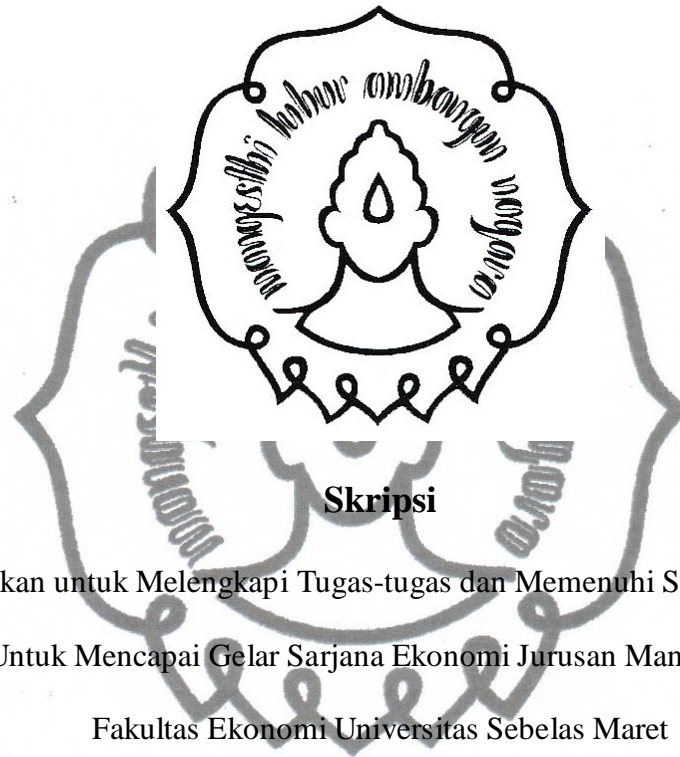 mangesthi luhur ambangun nagara
Skripsi
kan untuk Melengkapi Tugas-tugas dan Memenuhi S
Untuk Mencapai Gelar Sarjana Ekonomi Jurusan Man
Fakultas Ekonomi Universitas Sebelas Maret